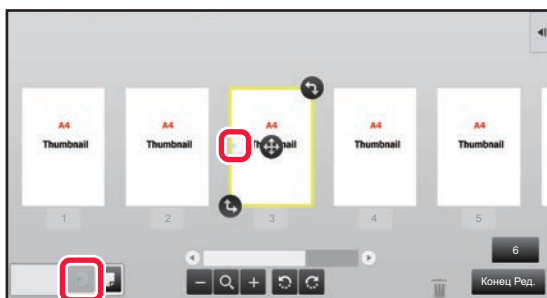 A4 A4 A4 A4 A4
Thumbnail Thumbnail Thumbnail Thumbnail
1 2 3 4 5
6
Конец Ред.